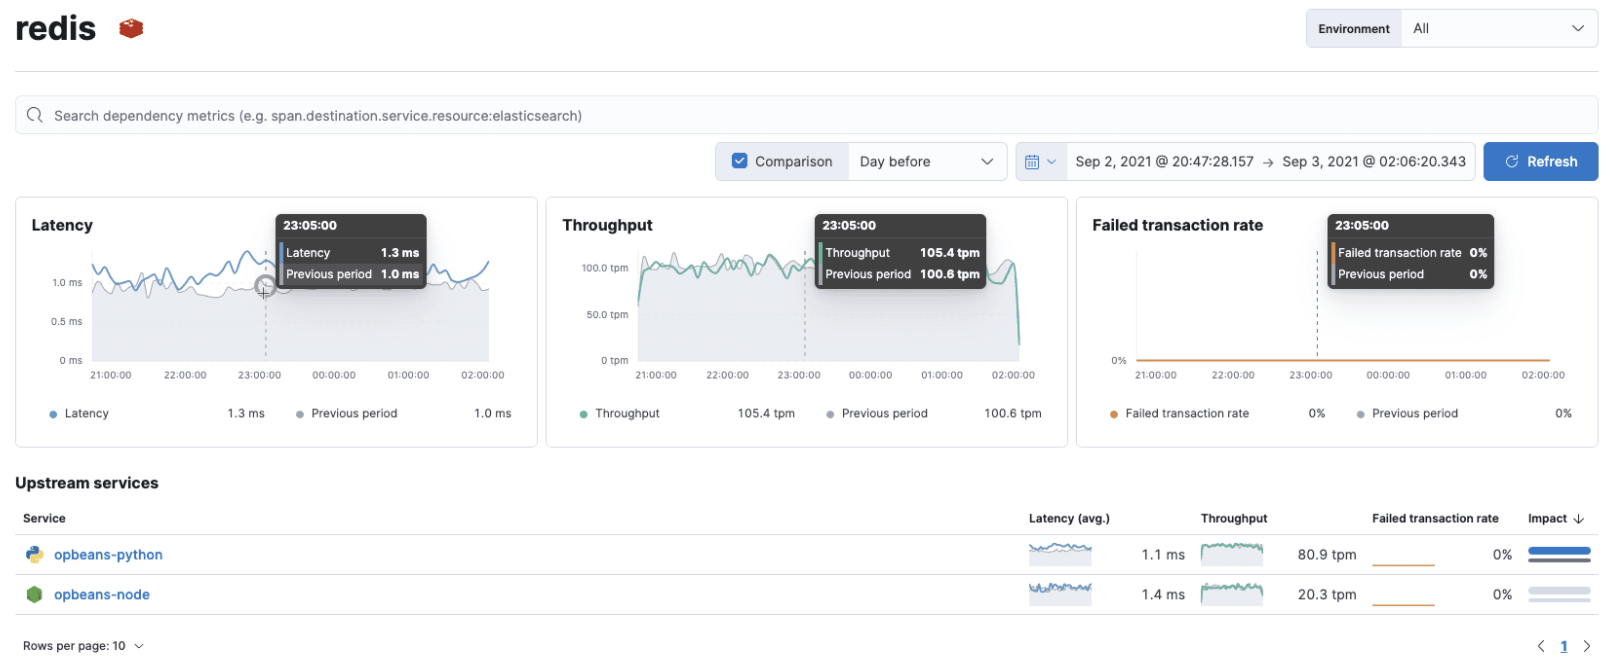 redis
Environment All
Search dependency metrics (e.g. span.destination.service.resource:elasticsearch)
Comparison Day before Sep 2, 2021 @ 20:47:28.157 → Sep 3, 2021 @ 02:06:20.343 Refresh
Latency
23:05:00
Latency 1.3 ms
Previous period 1.0 ms
1.0 ms
0.5 ms
0 ms
21:00:00 22:00:00 23:00:00 00:00:00 01:00:00 02:00:00
Latency 1.3 ms Previous period 1.0 ms
Throughput
23:05:00
Throughput 105.4 tpm
Previous period 100.6 tpm
100.0 tpm
50.0 tpm
0 tpm
21:00:00 22:00:00 23:00:00 00:00:00 01:00:00 02:00:00
Throughput 105.4 tpm Previous period 100.6 tpm
Failed transaction rate
23:05:00
Failed transaction rate 0%
Previous period 0%
0%
21:00:00 22:00:00 23:00:00 00:00:00 01:00:00 02:00:00
Failed transaction rate 0% Previous period 0%
Upstream services
Service Latency (avg.) Throughput Failed transaction rate Impact ↓
opbeans-python 1.1 ms 80.9 tpm 0%
opbeans-node 1.4 ms 20.3 tpm 0%
Rows per page: 10 < 1 >